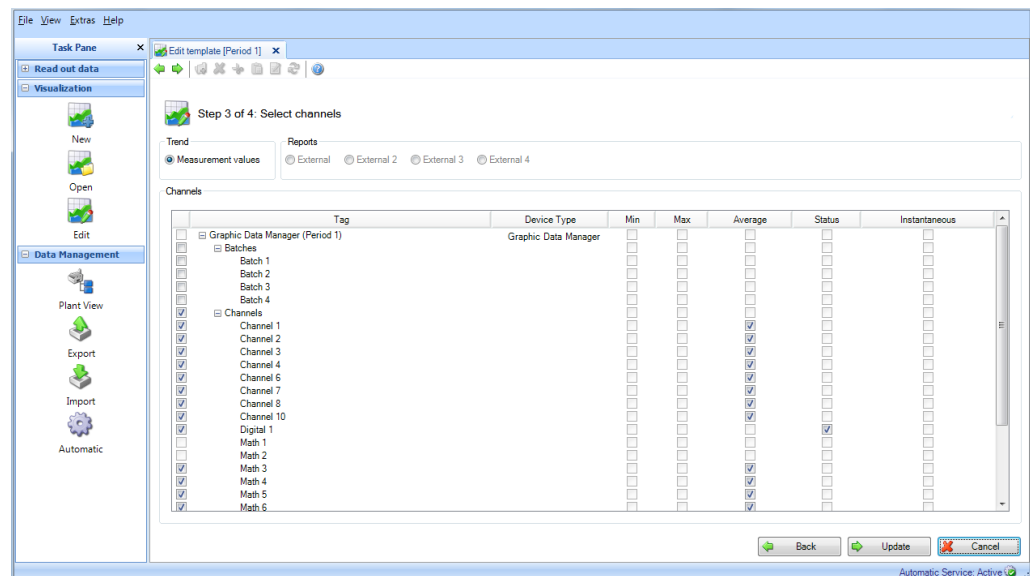 File View Extras Help
Task Pane
Edit template [Period 1]
Read out data
Visualization
New
Open
Edit
Data Management
Plant View
Export
Import
Automatic
Step 3 of 4: Select channels
Trend
Measurement values
Reports
External External 2 External 3 External 4
Channels
Tag Device Type Min Max Average Status Instantaneous
Graphic Data Manager (Period 1) Graphic Data Manager
Batches
Batch 1
Batch 2
Batch 3
Batch 4
Channels
Channel 1
Channel 2
Channel 3
Channel 4
Channel 6
Channel 7
Channel 8
Channel 10
Digital 1
Math 1
Math 2
Math 3
Math 4
Math 5
Math 6
Back Update Cancel
Automatic Service: Active